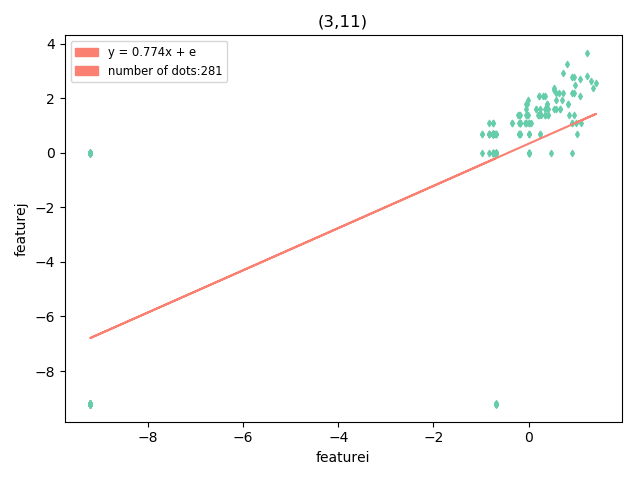 (3,11)
y = 0.774x + e
number of dots:281
4
2
0
−2
−4
−6
−8
featurej
−8 −6 −4 −2 0
featurei